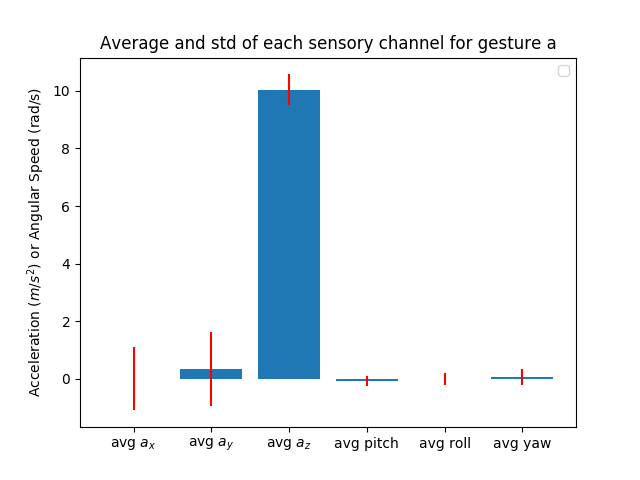 Average and std of each sensory channel for gesture a
Acceleration (m/s²) or Angular Speed (rad/s)
10
8
6
4
2
0
avg aₓ avg a_y avg a_z avg pitch avg roll avg yaw